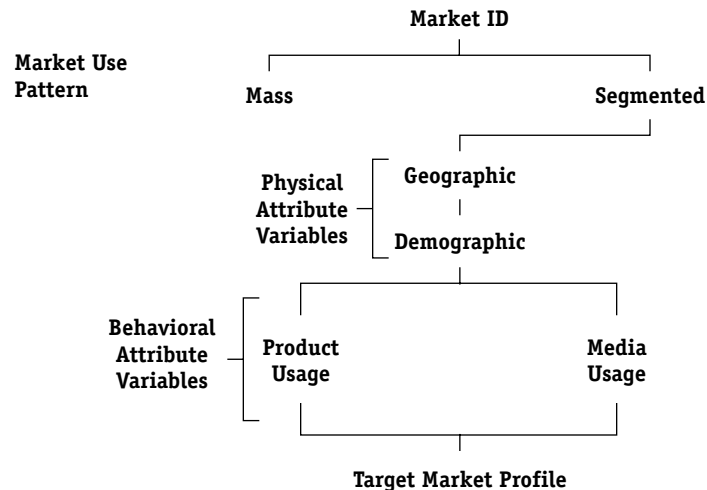 Market ID
Market Use
Pattern
Mass
Segmented
Physical
Attribute
Variables
Geographic
Demographic
Behavioral
Attribute
Variables
Product
Usage
Media
Usage
Target Market Profile